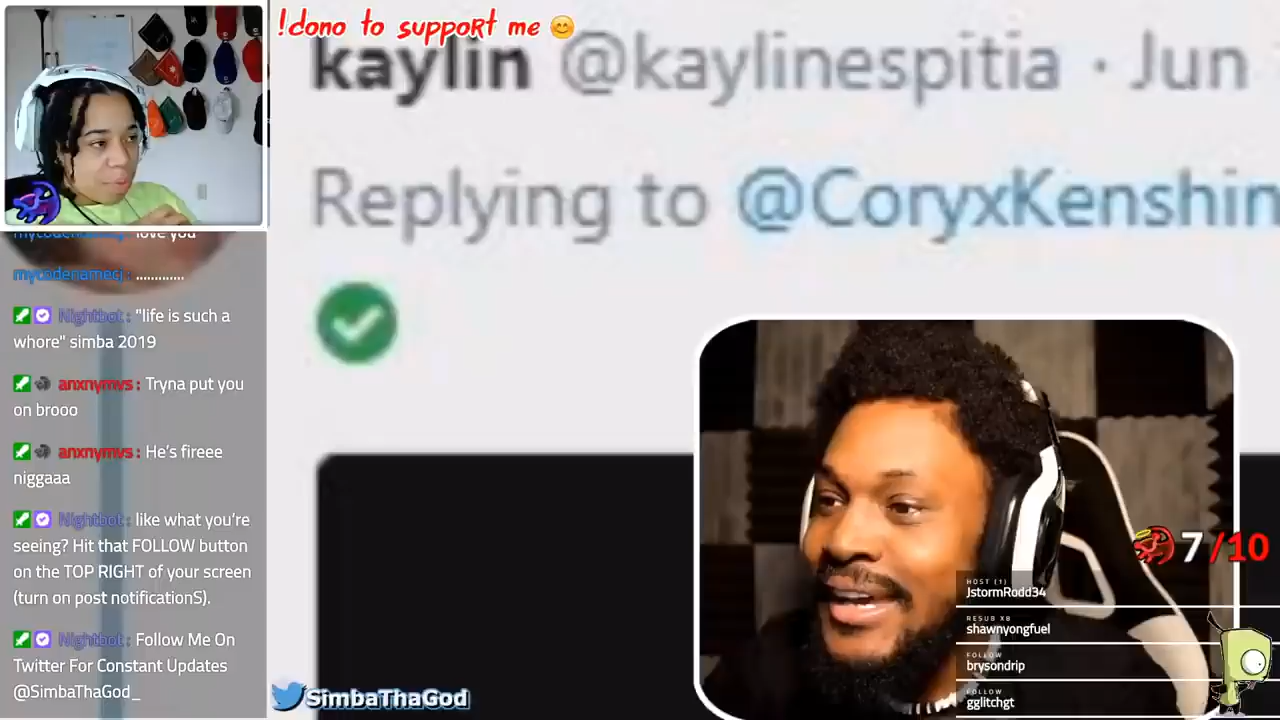 !dono to support me
kaylin @kaylinespitia · Jun
Replying to @CoryxKenshin
love you
mycodenamecj: .............
Nightbot: "life is such a
whore" simba 2019
anxnymvs: Tryna put you
on brooo
anxnymvs: He's fireee
niggaaa
Nightbot: like what you're
seeing? Hit that FOLLOW button
on the TOP RIGHT of your screen
(turn on post notificationS).
Nightbot: Follow Me On
Twitter For Constant Updates
@SimbaThaGod_
SimbaThaGod
7/10
HOST (1)
JstormRodd34
RESUB X8
shawnyongfuel
FOLLOW
brysondrip
FOLLOW
gglitchgt